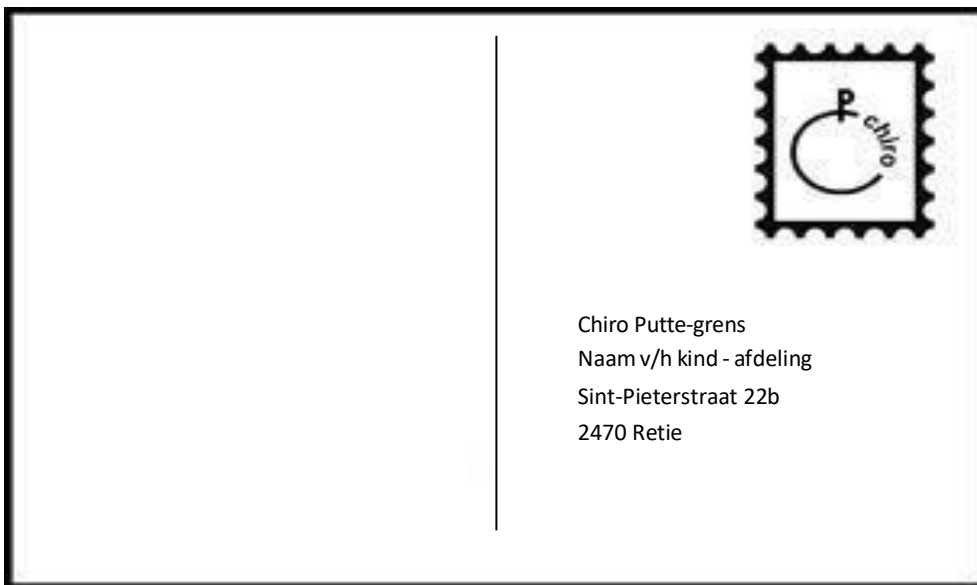 P
chiro
Chiro Putte-grens
Naam v/h kind - afdeling
Sint-Pieterstraat 22b
2470 Retie